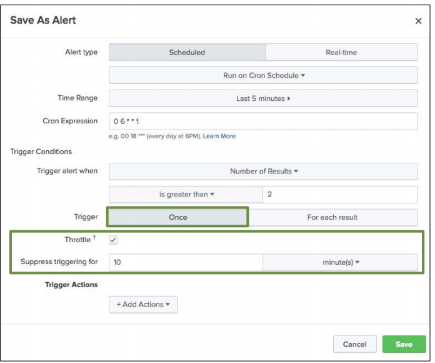 Save As Alert ×
Alert type Scheduled Real-time
Run on Cron Schedule ▾
Time Range Last 5 minutes ▸
Cron Expression 0 6 * * 1
e.g. 00 18 *** (every day at 6PM). Learn More
Trigger Conditions
Trigger alert when Number of Results ▾
is greater than ▾ 2
Trigger Once For each result
Throttle ? ✓
Suppress triggering for 10 minute(s) ▾
Trigger Actions
+ Add Actions ▾
Cancel Save